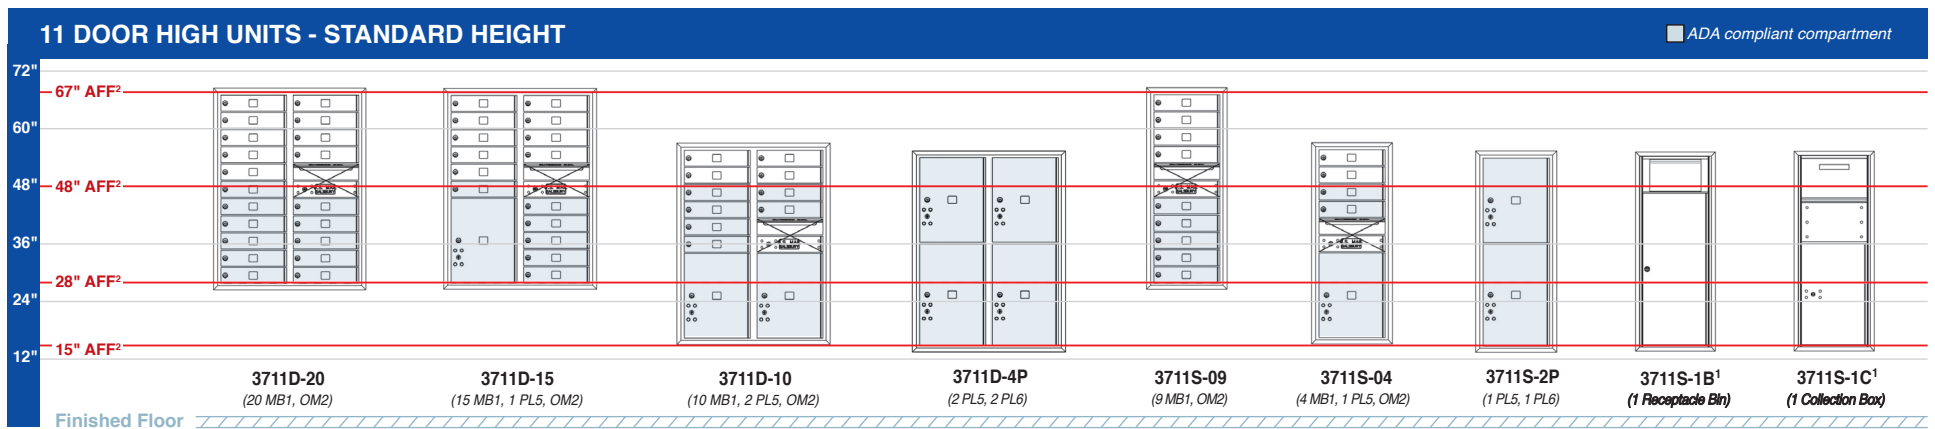 11 DOOR HIGH UNITS - STANDARD HEIGHT
ADA compliant compartment
72"
67" AFF²
60"
48"
48" AFF²
36"
28" AFF²
24"
15" AFF²
12"
3711D-20
(20 MB1, OM2)
3711D-15
(15 MB1, 1 PL5, OM2)
3711D-10
(10 MB1, 2 PL5, OM2)
3711D-4P
(2 PL5, 2 PL6)
3711S-09
(9 MB1, OM2)
3711S-04
(4 MB1, 1 PL5, OM2)
3711S-2P
(1 PL5, 1 PL6)
3711S-1B¹
(1 Receptacle Bin)
3711S-1C¹
(1 Collection Box)
Finished Floor